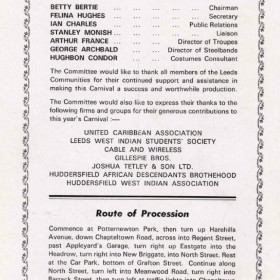 BETTY BERTIE Chairman
FELINA HUGHES Secretary
IAN CHARLES Public Relations
STANLEY MONISH Liaison
ARTHUR FRANCE Director of Troupes
GEORGE ARCHBALD Director of Steelbands
HUGHBON CONDOR Costumes Consultant
The Committee would like to thank all members of the Leeds
Communities for their continued support and assistance in
making this Carnival a success and worthwhile production.
The Committee would also like to express their thanks to the
following firms and groups for their generous contributions to
this year's Carnival :—
UNITED CARIBBEAN ASSOCIATION
LEEDS WEST INDIAN STUDENTS' SOCIETY
CABLE AND WIRELESS
GILLESPIE BROS.
JOSHUA TETLEY & SON LTD.
HUDDERSFIELD AFRICAN DESCENDANTS BROTHERHOOD
HUDDERSFIELD WEST INDIAN ASSOCIATION
Route of Procession
Commence at Potternewton Park, then turn up Harehills
Avenue, down Chapeltown Road, across into Regent Street,
past Appleyard's Garage, turn up Eastgate into
Headrow, turn into New Briggate, into North Street. Rest
at the Car Park, bottom of Grafton Street. Continue along
North Street, turn left into Meanwood Road, turn right into